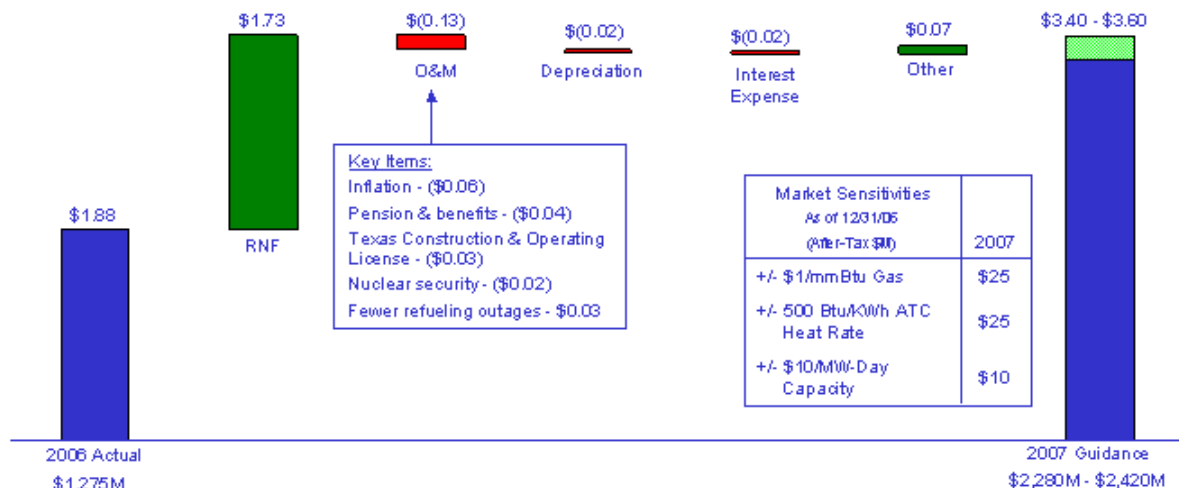 $1.73
$(0.13)
$(0.02)
$(0.02)
$0.07
$3.40 - $3.60
O&M
Depreciation
Interest
Expense
Other
Key Items:
Inflation - ($0.06)
Pension & benefits - ($0.04)
Texas Construction & Operating
License - ($0.03)
Nuclear security - ($0.02)
Fewer refueling outages - $0.03
$1.88
RNF
Market Sensitivities
As of 12/31/06
(After-Tax $M) 2007
+/- $1/mmBtu Gas $25
+/- 500 Btu/KWh ATC
Heat Rate $25
+/- $10/MW-Day
Capacity $10
2006 Actual
$1,275M
2007 Guidance
$2,280M - $2,420M